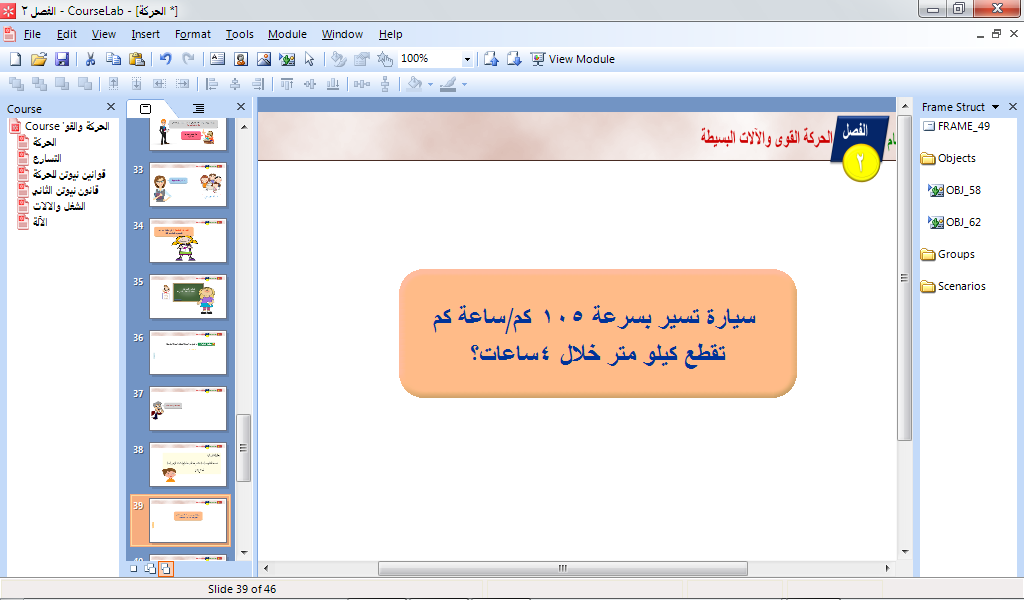 الفصل ٢ - CourseLab - [الحركة *]
File Edit View Insert Format Tools Module Window Help
100% View Module
Course
Course 'الحركة والقو
الحركة
التسارع
قوانين نيوتن للحركة
قانون نيوتن الثاني
الشغل والالات
الألة
33
34
35
36
37
38
39
40
الحركة القوى والآلات البسيطة
الفصل
٢
سيارة تسير بسرعة ١٠٥ كم/ساعة كم
تقطع كيلو متر خلال ٤ساعات؟
Frame Struct
FRAME_49
Objects
OBJ_58
OBJ_62
Groups
Scenarios
Slide 39 of 46